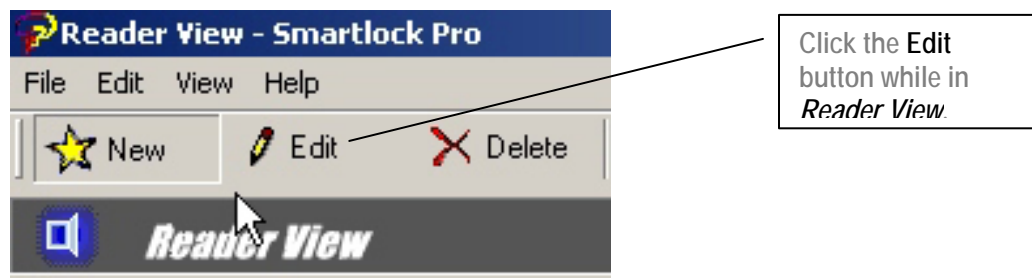 Reader View - Smartlock Pro
File Edit View Help
New Edit Delete
Reader View
Click the Edit
button while in
Reader View.